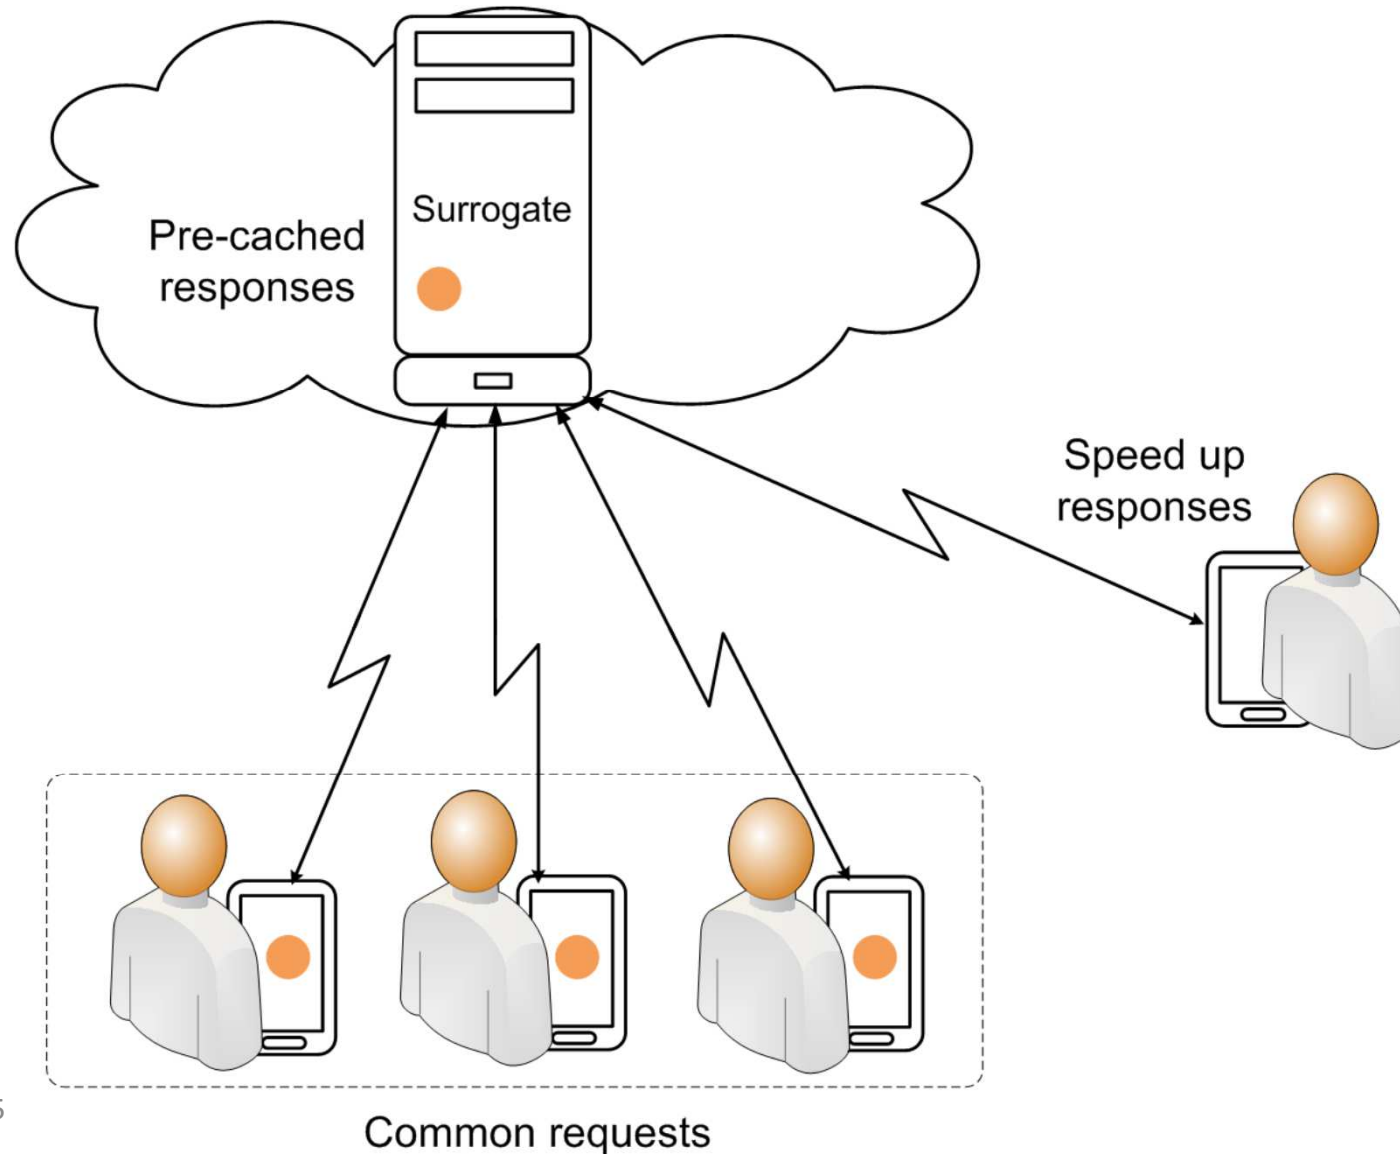 Surrogate
Pre-cached
responses
Speed up
responses
Common requests